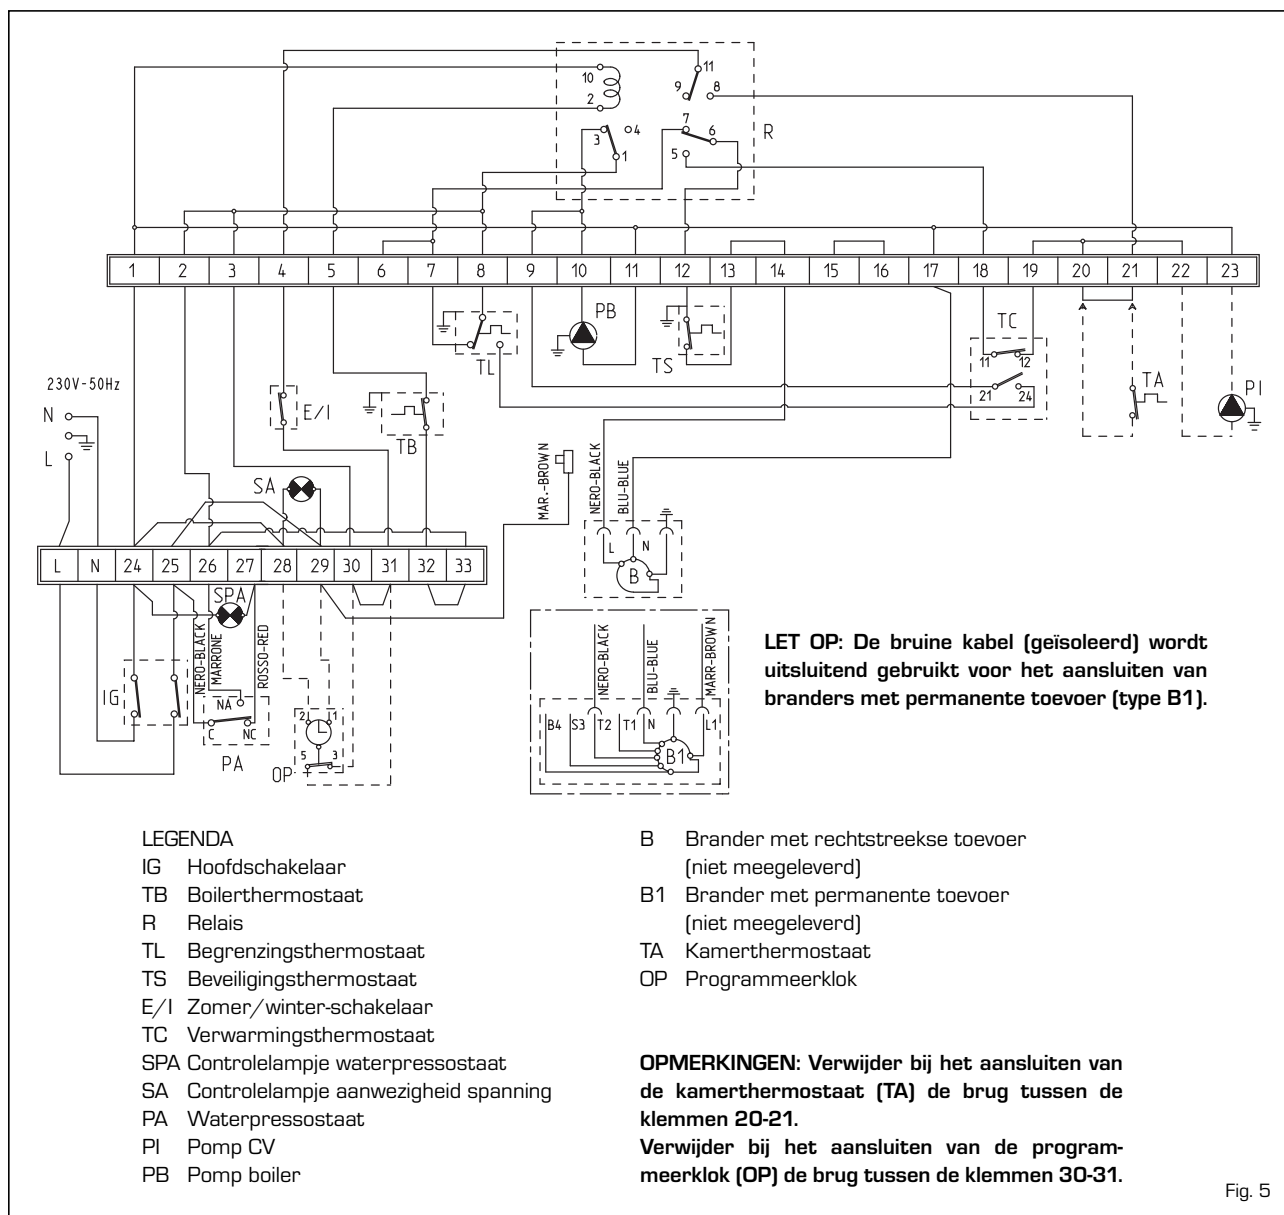 11
10
9
8
2
7
4
6
R
3
5
1
1 2 3 4 5 6 7 8 9 10 11 12 13 14 15 16 17 18 19 20 21 22 23
PB
TC
TL
TS
11
12
230V-50Hz
TA
PI
21
24
E/I
N
TB
L
SA
MAR.-BROWN
NERO-BLACK
BLU-BLUE
L N 24 25 26 27 28 29 30 31 32 33
L
N
B
SPA
NERO-BLACK
MARRONE
ROSSO-RED
NERO-BLACK
BLU-BLUE
MARR-BROWN
IG
NA
C
NC
PA
2
1
5
3
OP
B4 S3 T2 T1 N L1
B1
LET OP: De bruine kabel (geïsoleerd) wordt
uitsluitend gebruikt voor het aansluiten van
branders met permanente toevoer (type B1).
LEGENDA
IG Hoofdschakelaar
TB Boilerthermostaat
R Relais
TL Begrenzingsthermostaat
TS Beveiligingsthermostaat
E/I Zomer/winter-schakelaar
TC Verwarmingsthermostaat
SPA Controlelampje waterpressostaat
SA Controlelampje aanwezigheid spanning
PA Waterpressostaat
PI Pomp CV
PB Pomp boiler
B Brander met rechtstreekse toevoer
(niet meegeleverd)
B1 Brander met permanente toevoer
(niet meegeleverd)
TA Kamerthermostaat
OP Programmeerklok
OPMERKINGEN: Verwijder bij het aansluiten van
de kamerthermostaat (TA) de brug tussen de
klemmen 20-21.
Verwijder bij het aansluiten van de program-
meerklok (OP) de brug tussen de klemmen 30-31.
Fig. 5